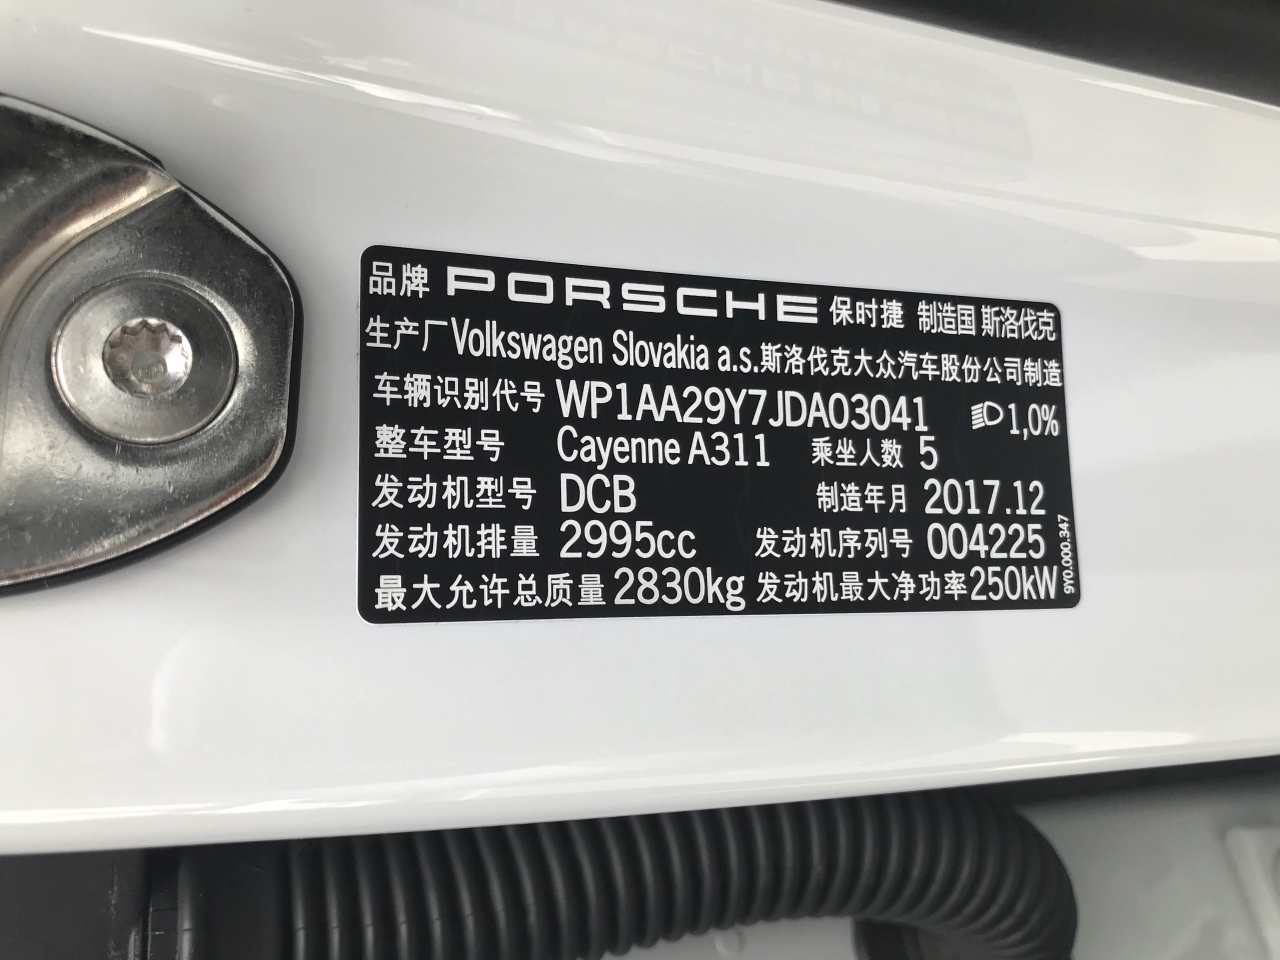 品牌 PORSCHE 保时捷 制造国 斯洛伐克
生产厂 Volkswagen Slovakia a.s.斯洛伐克大众汽车股份公司制造
车辆识别代号 WP1AA29Y7JDA03041 1,0%
整车型号 Cayenne A311 乘坐人数 5
发动机型号 DCB 制造年月 2017.12
发动机排量 2995cc 发动机序列号 004225
最大允许总质量 2830kg 发动机最大净功率 250kW
9Y0.000.347